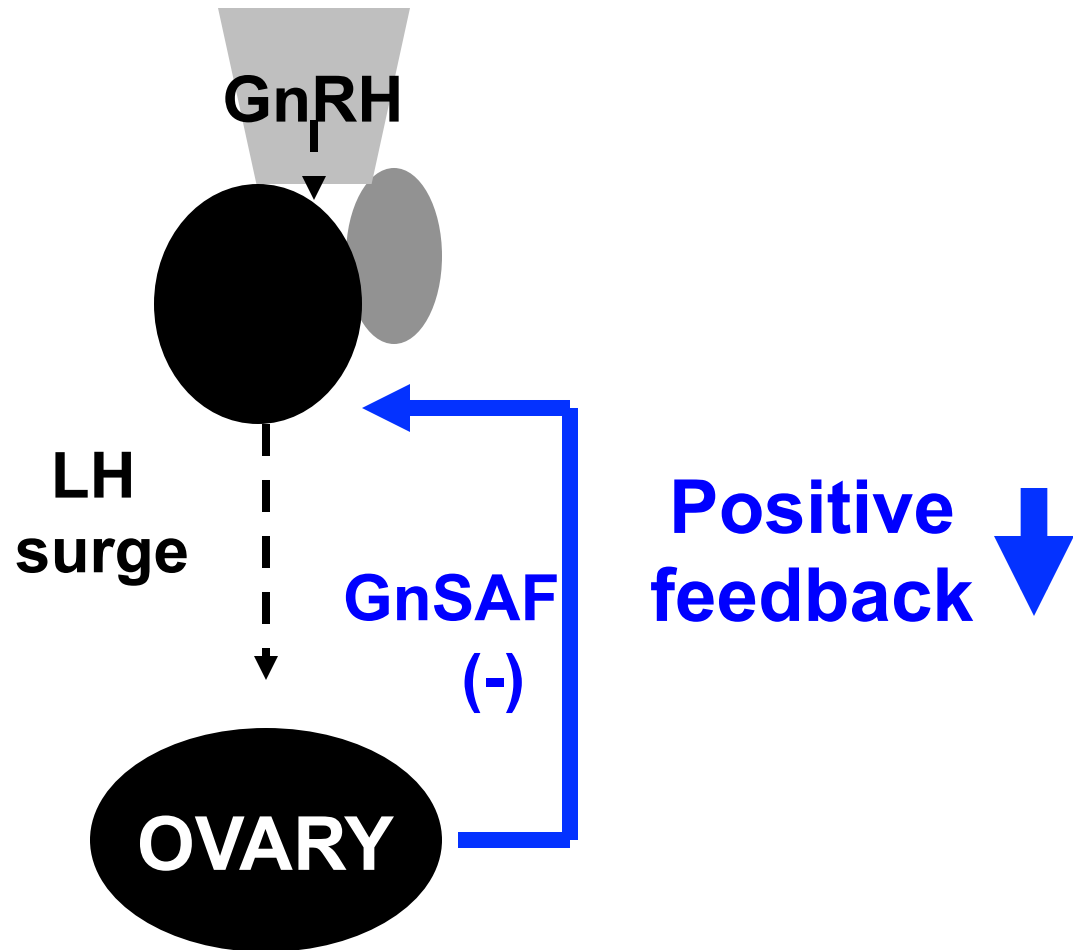 GnRH
LH
surge
GnSAF
(-)
Positive
feedback
OVARY